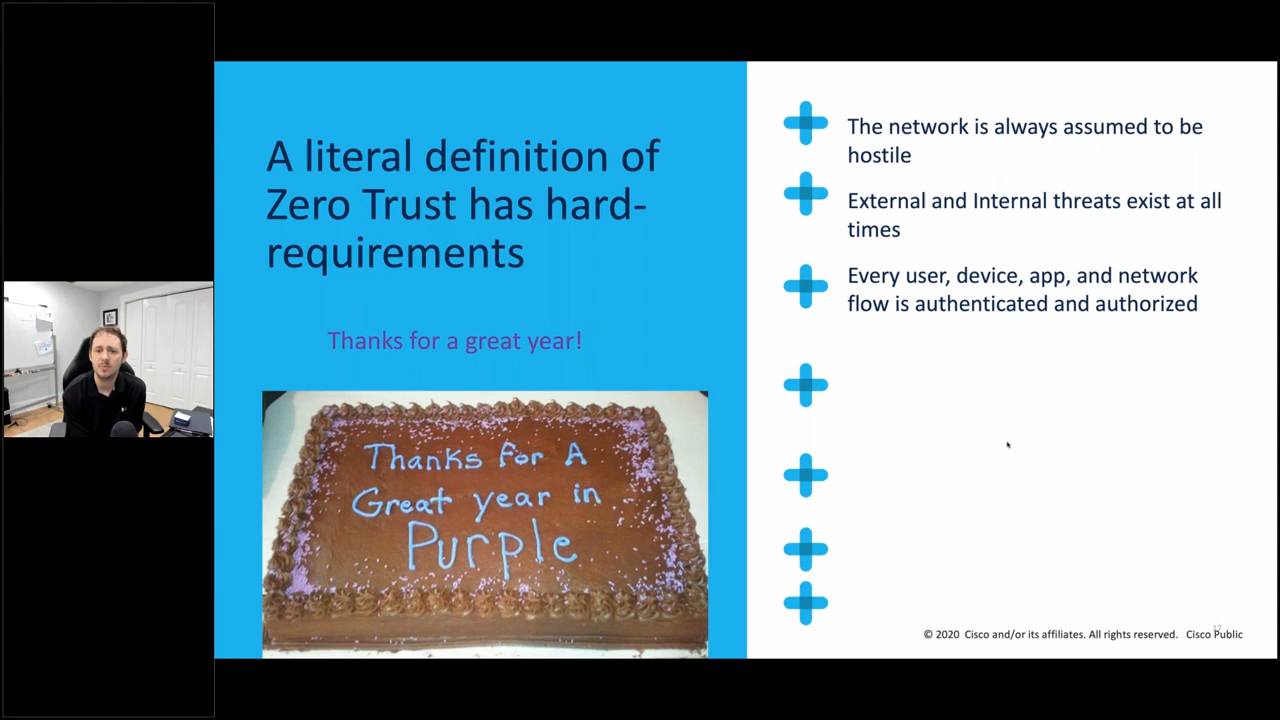 A literal definition of
Zero Trust has hard-
requirements
Thanks for a great year!
Thanks for A
Great year in
Purple
The network is always assumed to be
hostile
External and Internal threats exist at all
times
Every user, device, app, and network
flow is authenticated and authorized
17
© 2020 Cisco and/or its affiliates. All rights reserved. Cisco Public